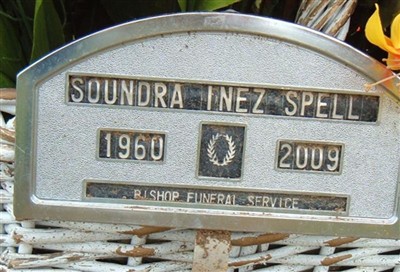 SOUNDRA INEZ SPELL
1960 2009
BISHOP FUNERAL SERVICE